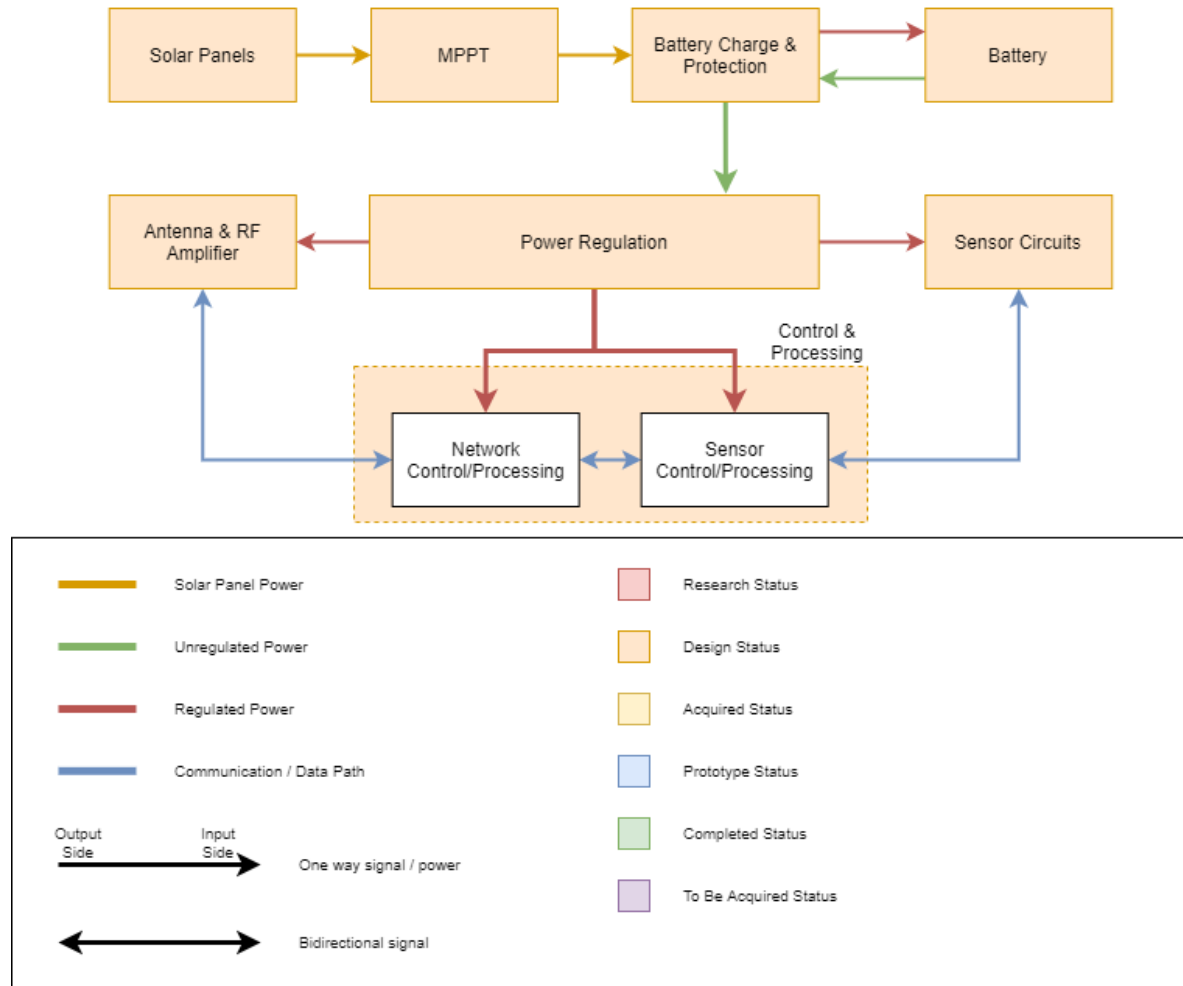 Solar Panels
MPPT
Battery Charge &
Protection
Battery
Antenna & RF
Amplifier
Power Regulation
Sensor Circuits
Control &
Processing
Network
Control/Processing
Sensor
Control/Processing
Solar Panel Power
Research Status
Unregulated Power
Design Status
Regulated Power
Acquired Status
Communication / Data Path
Prototype Status
Output
Side
Input
Side
One way signal / power
Completed Status
To Be Acquired Status
Bidirectional signal